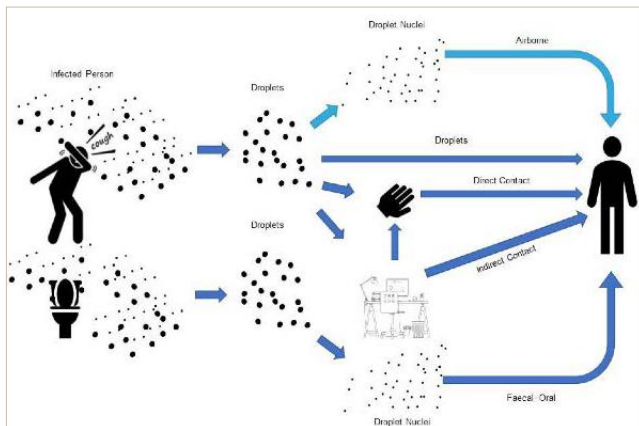 Droplet Nuclei
Airborne
Infected Person
Droplets
cough
Droplets
Direct Contact
Droplets
Indirect Contact
Faecal-Oral
Droplet Nuclei